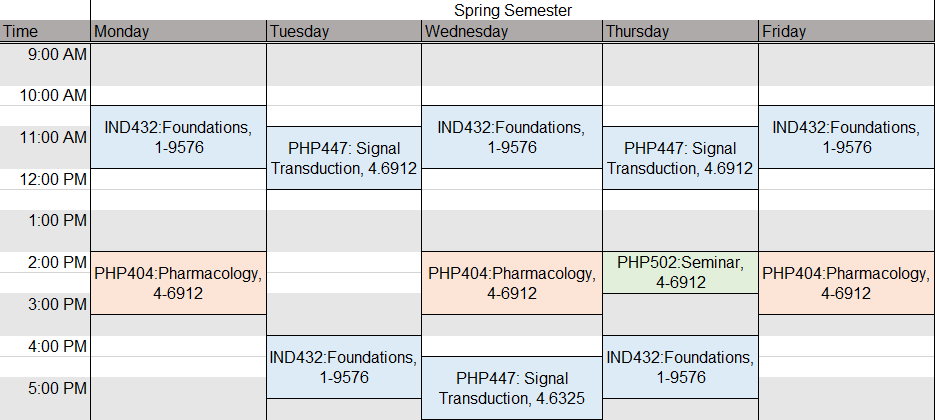 Spring Semester
Time Monday Tuesday Wednesday Thursday Friday
9:00 AM
10:00 AM
IND432:Foundations,
1-9576
IND432:Foundations,
1-9576
IND432:Foundations,
1-9576
11:00 AM
PHP447: Signal
Transduction, 4.6912
PHP447: Signal
Transduction, 4.6912
12:00 PM
1:00 PM
2:00 PM
PHP404:Pharmacology,
4-6912
PHP404:Pharmacology,
4-6912
PHP502:Seminar,
4-6912
PHP404:Pharmacology,
4-6912
3:00 PM
4:00 PM
IND432:Foundations,
1-9576
PHP447: Signal
Transduction, 4.6325
IND432:Foundations,
1-9576
5:00 PM